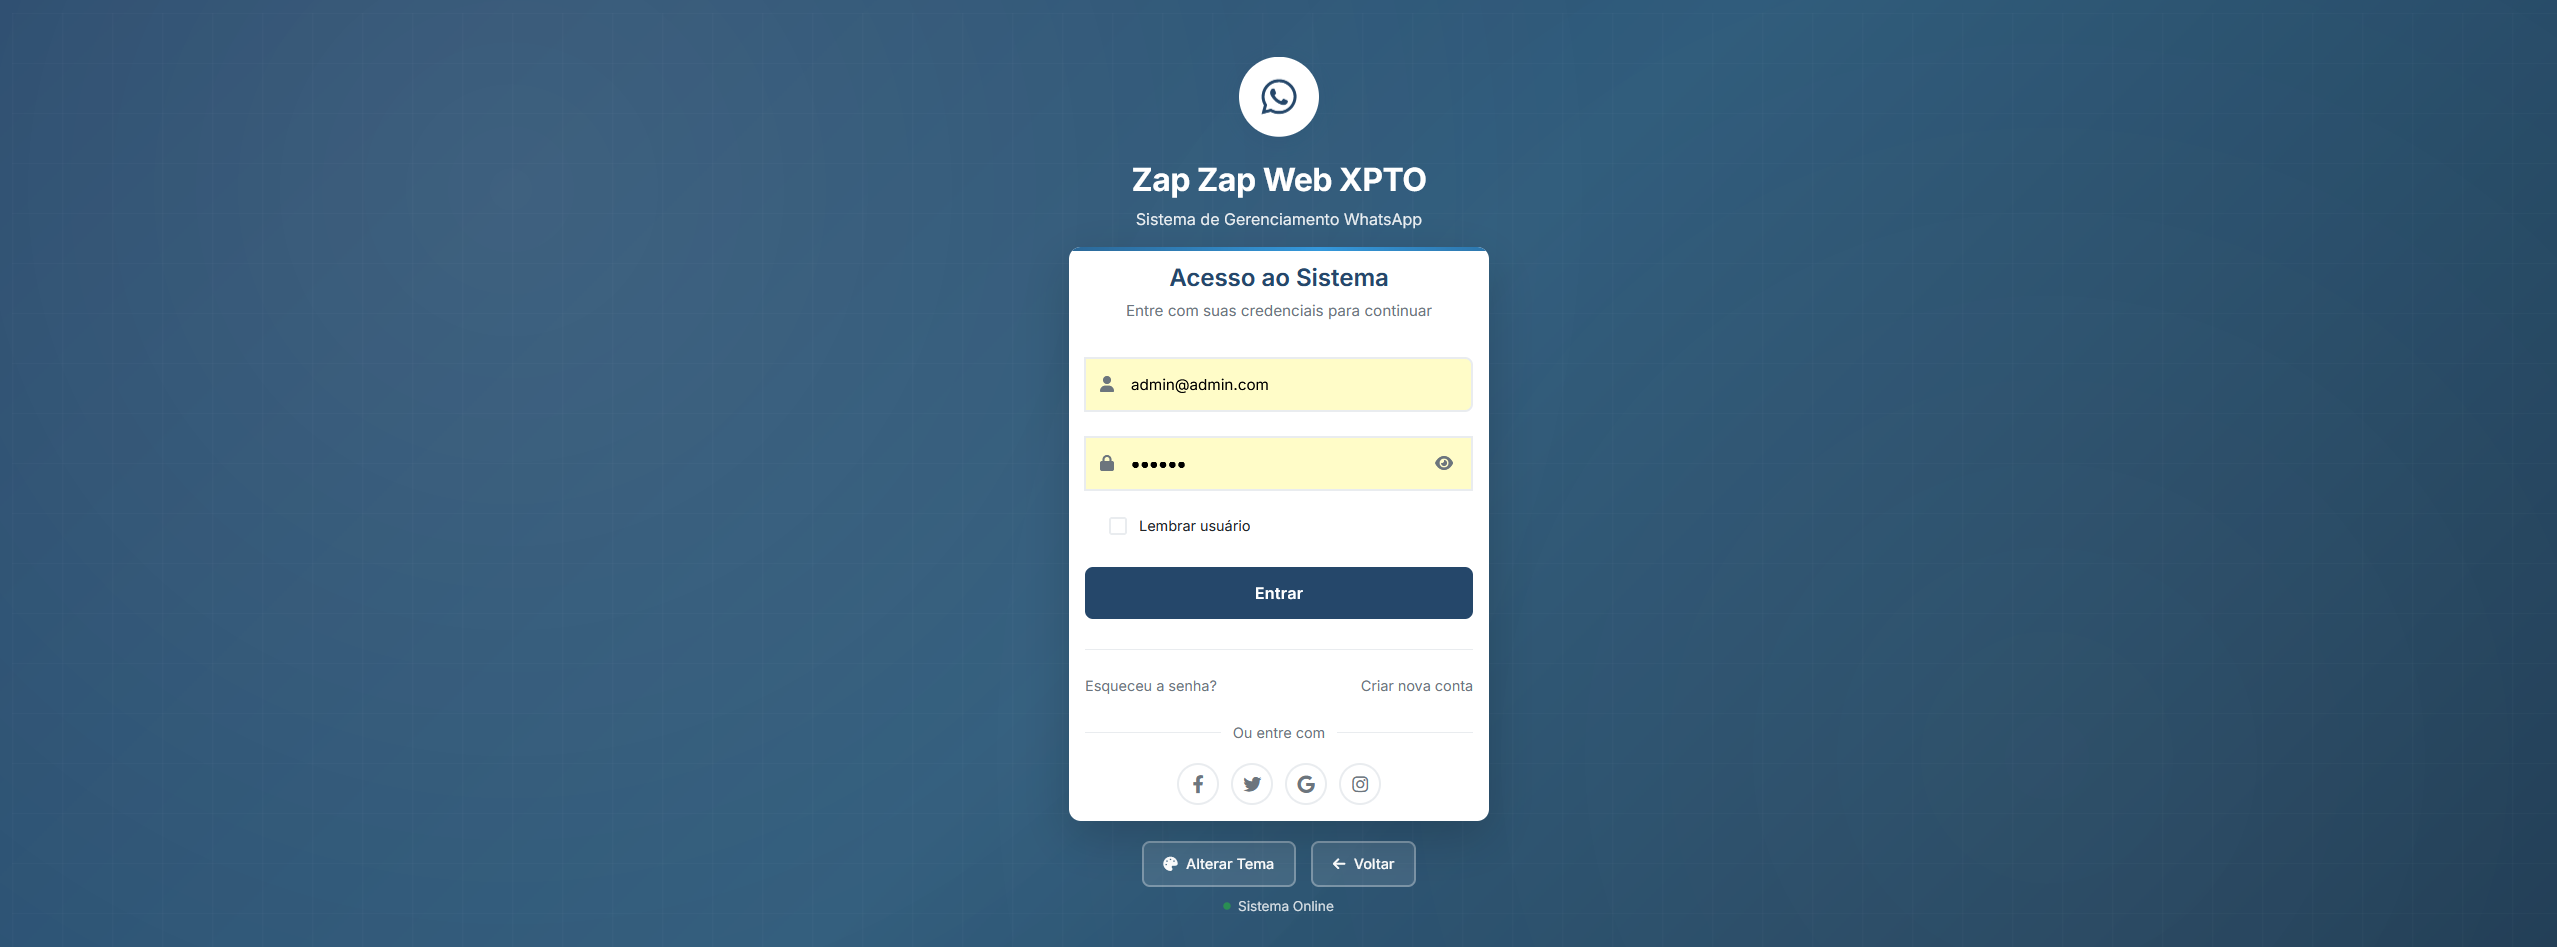 Zap Zap Web XPTO
Sistema de Gerenciamento WhatsApp
Acesso ao Sistema
Entre com suas credenciais para continuar
admin@admin.com
••••••
Lembrar usuário
Entrar
Esqueceu a senha? Criar nova conta
Ou entre com
Alterar Tema Voltar
Sistema Online